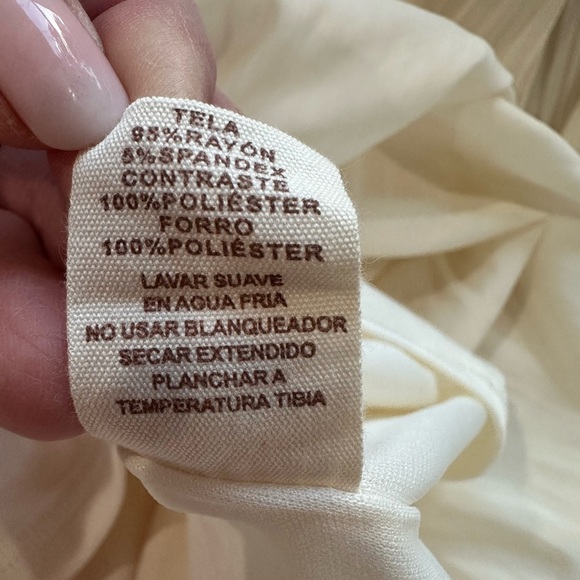 TELA
95%RAYÓN
5%SPANDEX
CONTRASTE
100%POLIÉSTER
FORRO
100%POLIÉSTER
LAVAR SUAVE
EN AGUA FRIA
NO USAR BLANQUEADOR
SECAR EXTENDIDO
PLANCHAR A
TEMPERATURA TIBIA